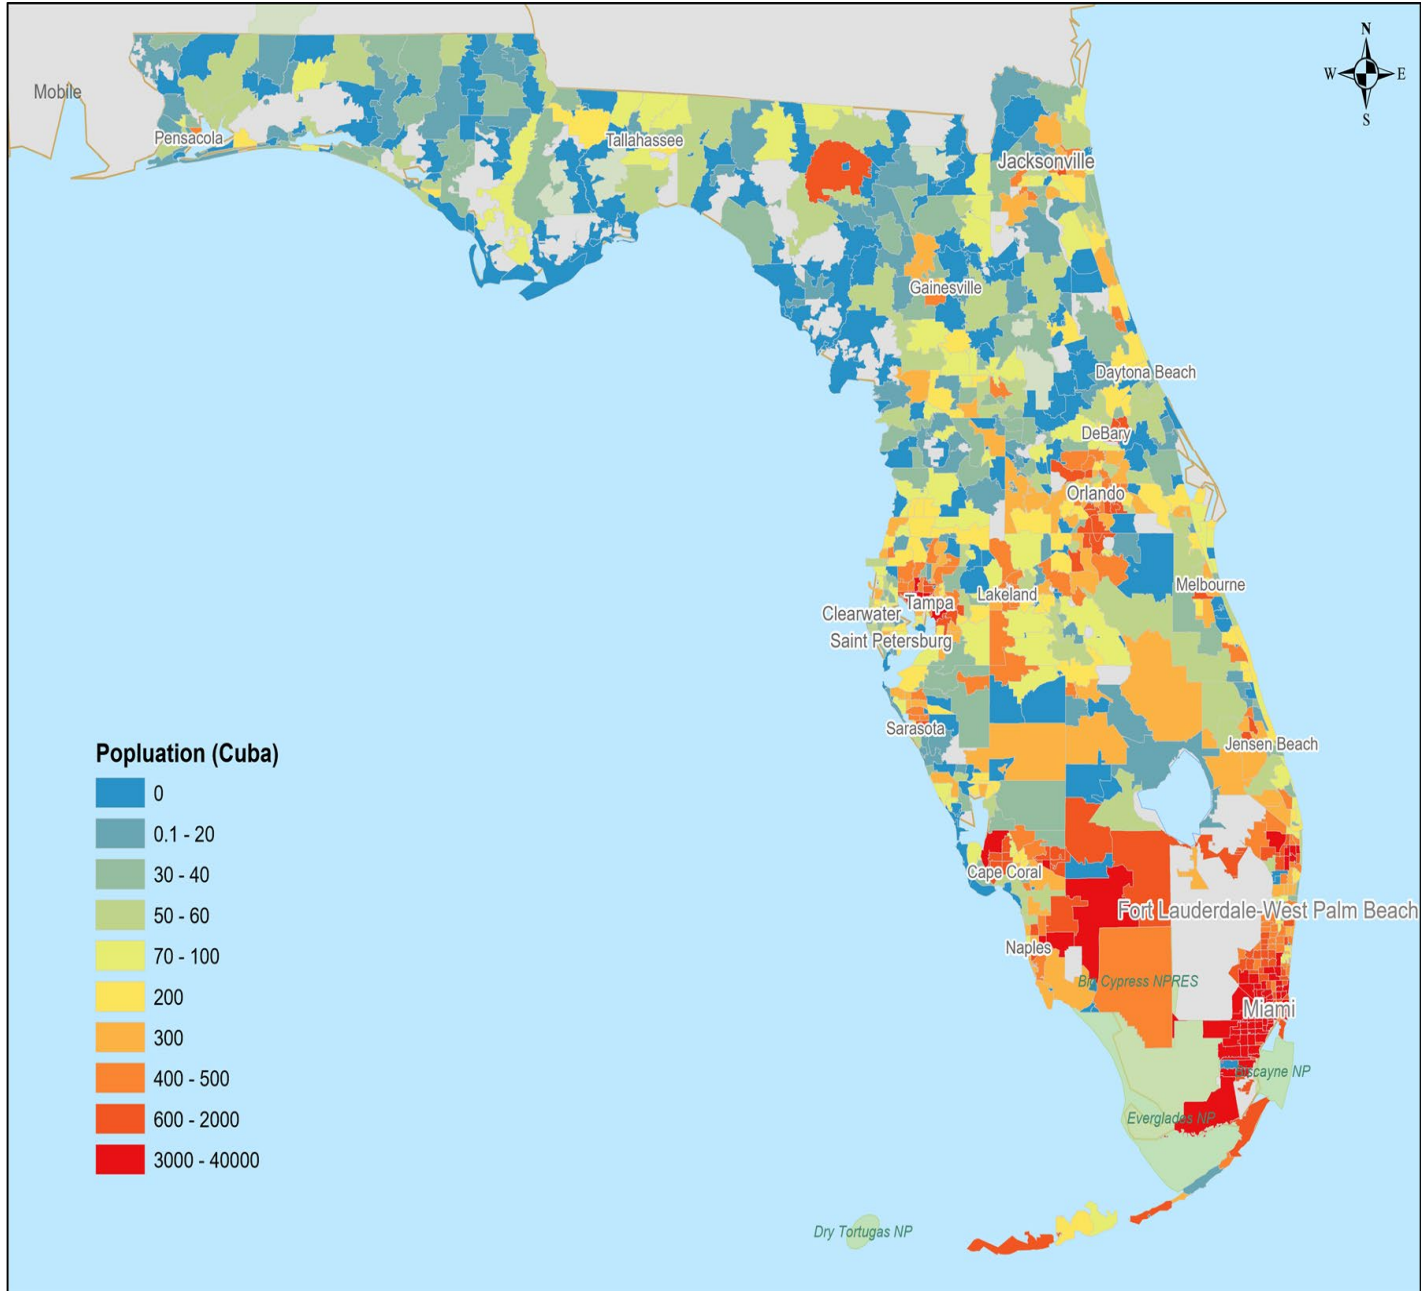 N
W E
S
Mobile
Pensacola
Tallahassee
Jacksonville
Gainesville
Daytona Beach
DeBary
Orlando
Melbourne
Lakeland
Tampa
Clearwater
Saint Petersburg
Sarasota
Jensen Beach
Popluation (Cuba)
0
0.1 - 20
30 - 40
50 - 60
70 - 100
200
300
400 - 500
600 - 2000
3000 - 40000
Cape Coral
Fort Lauderdale-West Palm Beach
Naples
Big Cypress NPRES
Miami
Biscayne NP
Everglades NP
Dry Tortugas NP